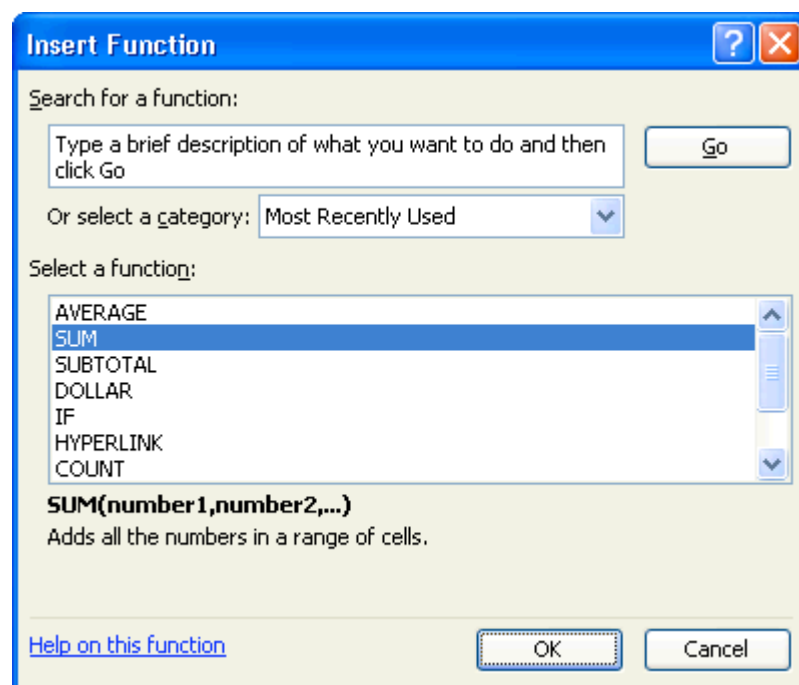 Insert Function
?
Search for a function:
Type a brief description of what you want to do and then
click Go
Go
Or select a category: Most Recently Used
Select a function:
AVERAGE
SUM
SUBTOTAL
DOLLAR
IF
HYPERLINK
COUNT
SUM(number1,number2,...)
Adds all the numbers in a range of cells.
Help on this function OK Cancel